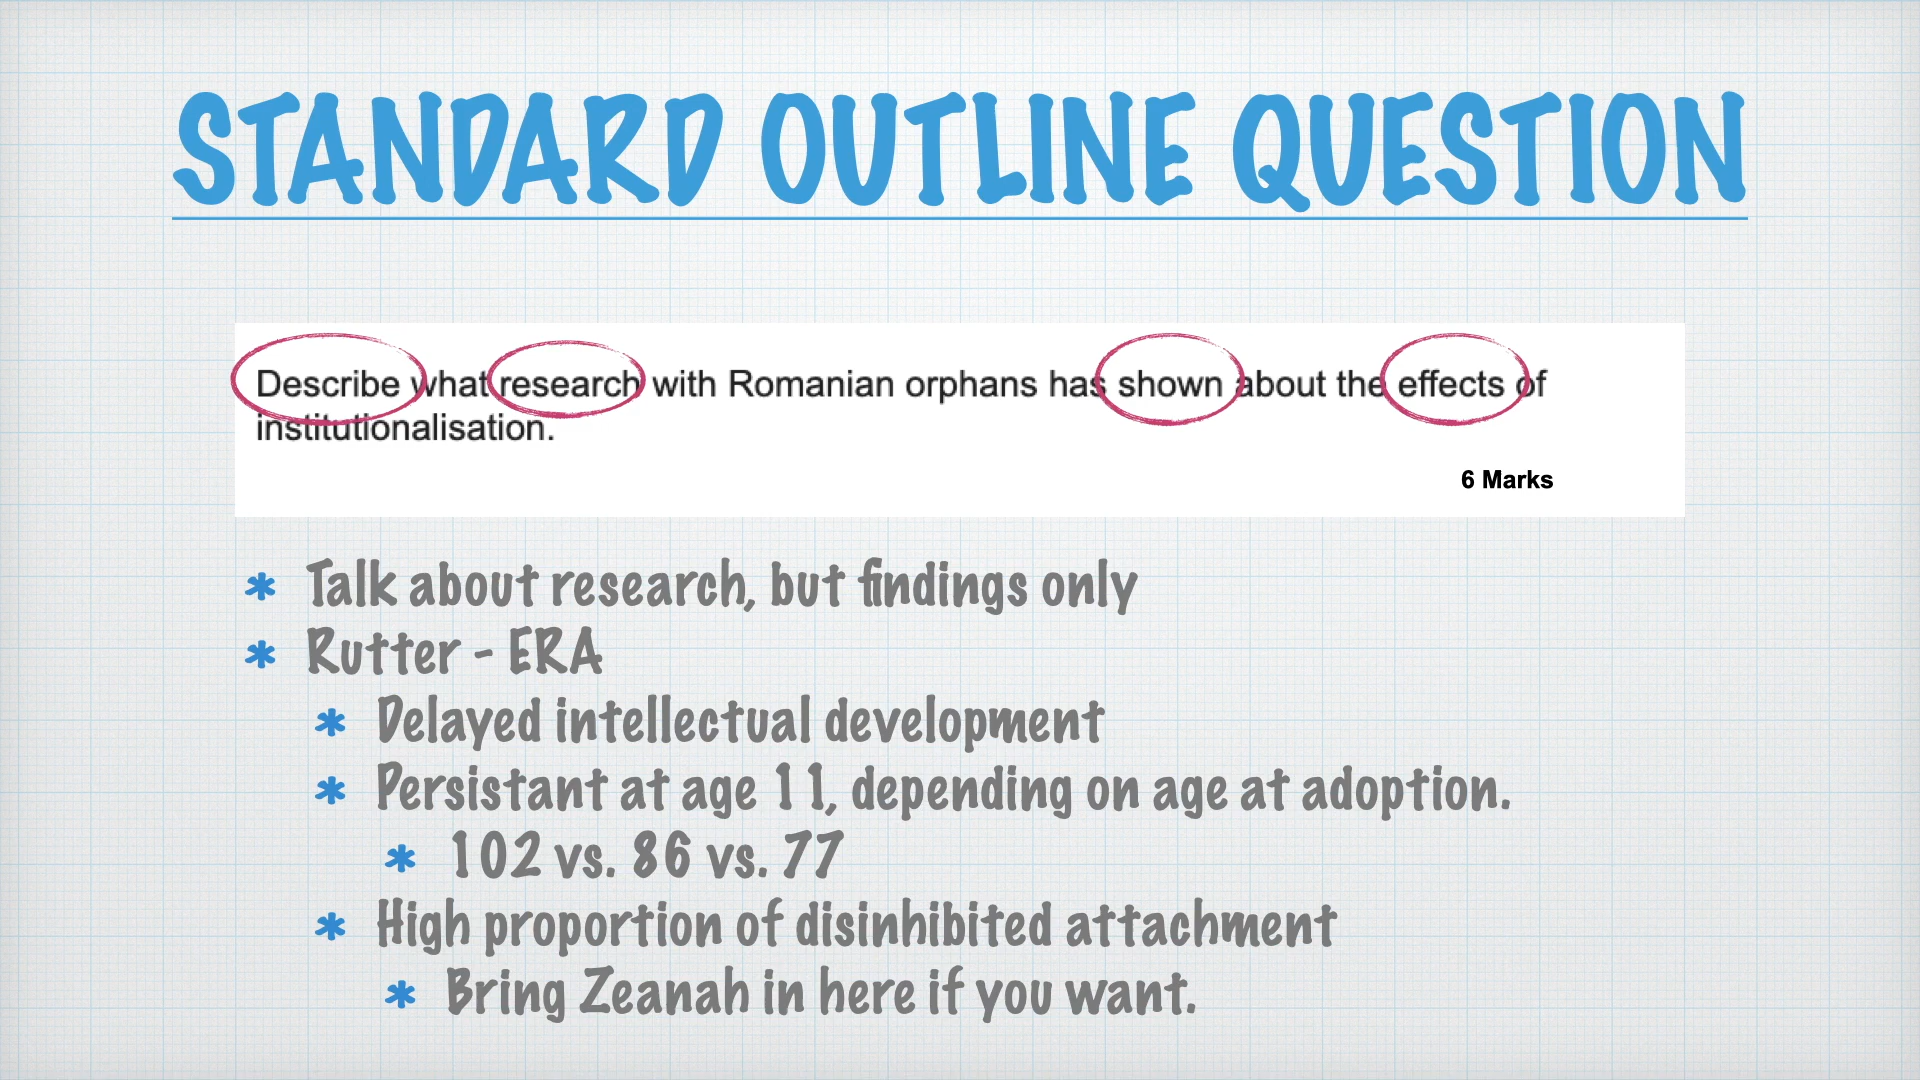 STANDARD OUTLINE QUESTION
Describe what research with Romanian orphans has shown about the effects of
institutionalisation.
6 Marks
* Talk about research, but findings only
* Rutter - ERA
* Delayed intellectual development
* Persistant at age 11, depending on age at adoption.
* 102 vs. 86 vs. 77
* High proportion of disinhibited attachment
* Bring Zeanah in here if you want.